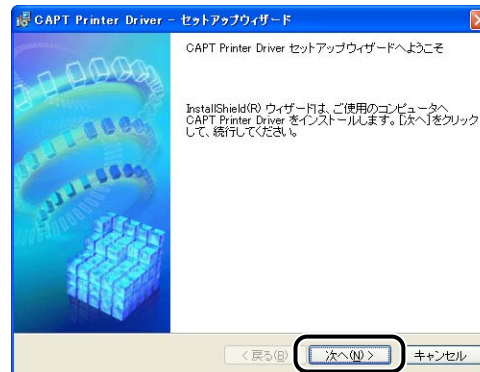 CAPT Printer Driver - セットアップウィザード
CAPT Printer Driver セットアップウィザードへようこそ
InstallShield(R) ウィザードは、ご使用のコンピュータへ
CAPT Printer Driver をインストールします。[次へ]をクリック
して、続行してください。
< 戻る(B)
次へ(N) >
キャンセル